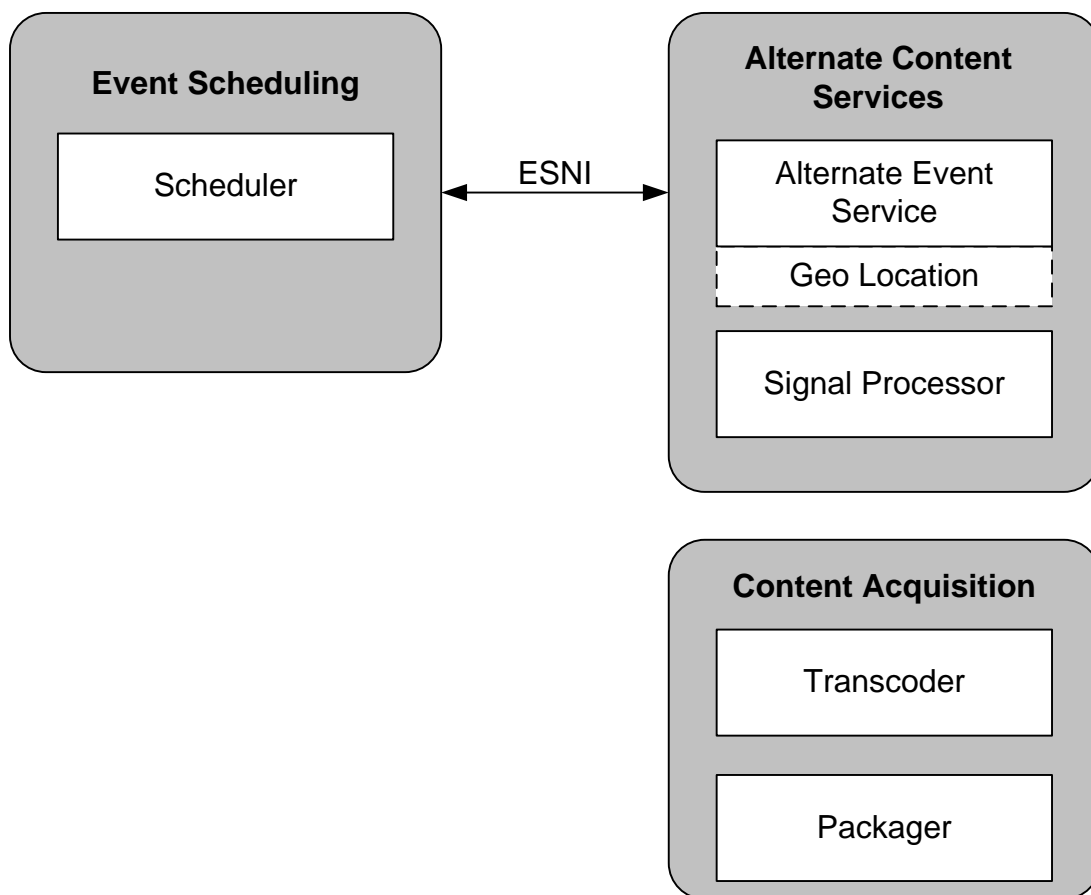 Event Scheduling
Scheduler
ESNI
Alternate Content
Services
Alternate Event
Service
Geo Location
Signal Processor
Content Acquisition
Transcoder
Packager